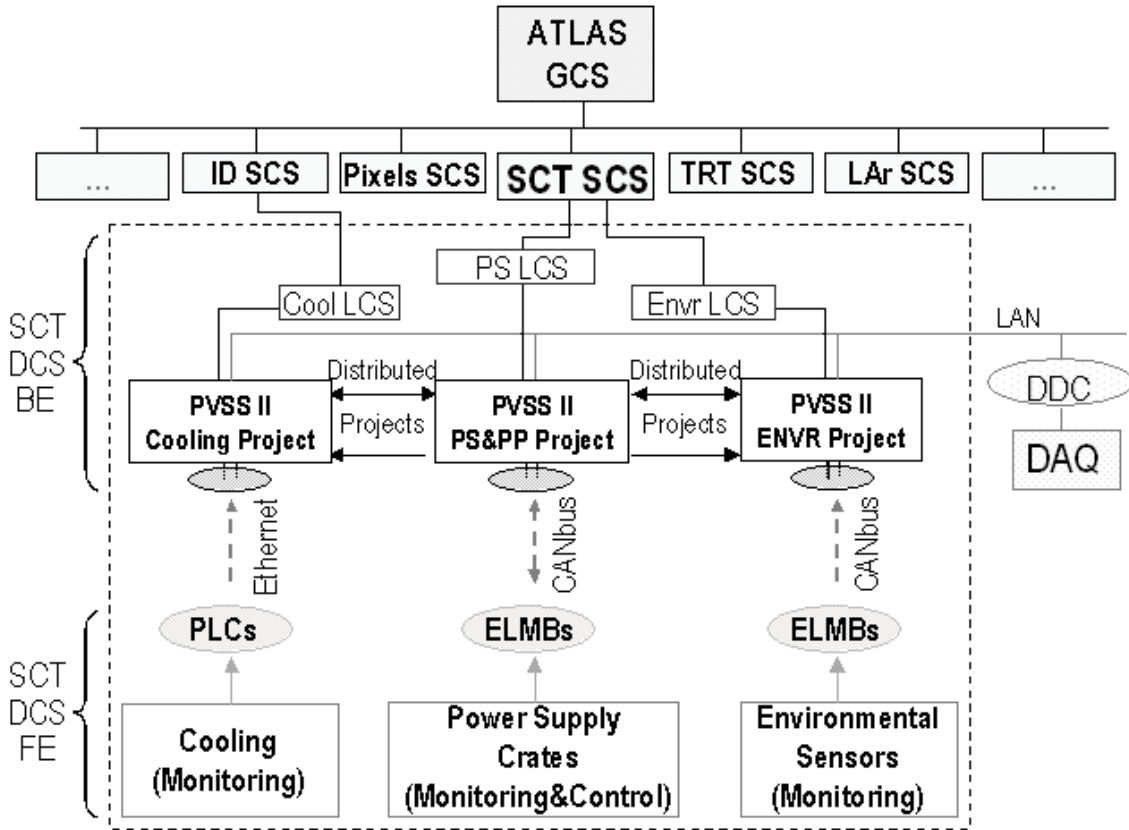 ATLAS
GCS
...
ID SCS
Pixels SCS
SCT SCS
TRT SCS
LAr SCS
...
PS LCS
Cool LCS
Envr LCS
LAN
SCT
DCS
BE
Distributed
Projects
Distributed
Projects
PVSS II
Cooling Project
PVSS II
PS&PP Project
PVSS II
ENVR Project
DDC
DAQ
Ethernet
CANbus
CANbus
PLCs
ELMBs
ELMBs
SCT
DCS
FE
Cooling
(Monitoring)
Power Supply
Crates
(Monitoring&Control)
Environmental
Sensors
(Monitoring)